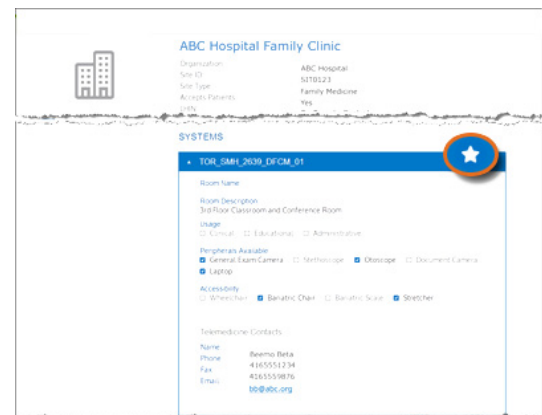 ABC Hospital Family Clinic
Organization ABC Hospital
Site ID SIT0123
Site Type Family Medicine
Accepts Patients Yes
LHIN
SYSTEMS
TOR_SMH_2639_DFCM_01
Room Name
Room Description
3rd Floor Classroom and Conference Room
Usage
Clinical Educational Administrative
Peripherals Available
General Exam Camera Stethoscope Otoscope Document Camera
Laptop
Accessibility
Wheelchair Bariatric Chair Bariatric Scale Stretcher
Telemedicine Contacts
Name Beemo Beta
Phone 4165551234
Fax 4165559876
Email bb@abc.org